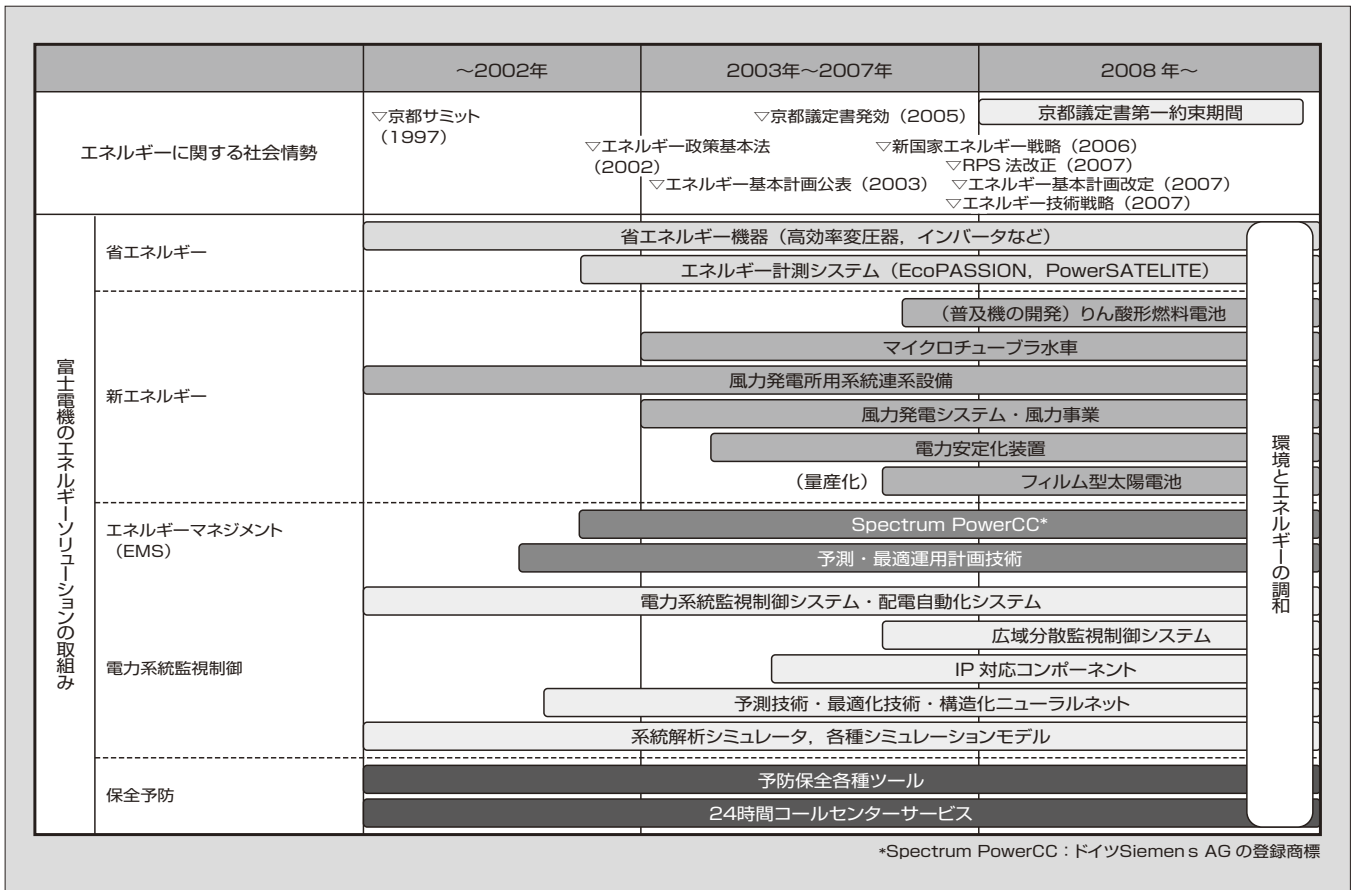 ～2002年
2003年～2007年
2008年～
エネルギーに関する社会情勢
▽京都サミット
（1997）
▽京都議定書発効（2005）
京都議定書第一約束期間
▽エネルギー政策基本法
（2002）
▽新国家エネルギー戦略（2006）
▽RPS法改正（2007）
▽エネルギー基本計画公表（2003）
▽エネルギー基本計画改定（2007）
▽エネルギー技術戦略（2007）
富士電機のエネルギーソリューションの取組み
省エネルギー
省エネルギー機器（高効率変圧器，インバータなど）
エネルギー計測システム（EcoPASSION，PowerSATELITE）
新エネルギー
（普及機の開発）りん酸形燃料電池
マイクロチューブラ水車
風力発電所用系統連系設備
風力発電システム・風力事業
電力安定化装置
（量産化）
フィルム型太陽電池
エネルギーマネジメント
（EMS）
Spectrum PowerCC*
予測・最適運用計画技術
電力系統監視制御
電力系統監視制御システム・配電自動化システム
広域分散監視制御システム
IP対応コンポーネント
予測技術・最適化技術・構造化ニューラルネット
系統解析シミュレータ，各種シミュレーションモデル
保全予防
予防保全各種ツール
24時間コールセンターサービス
環境とエネルギーの調和
*Spectrum PowerCC：ドイツSiemens AGの登録商標